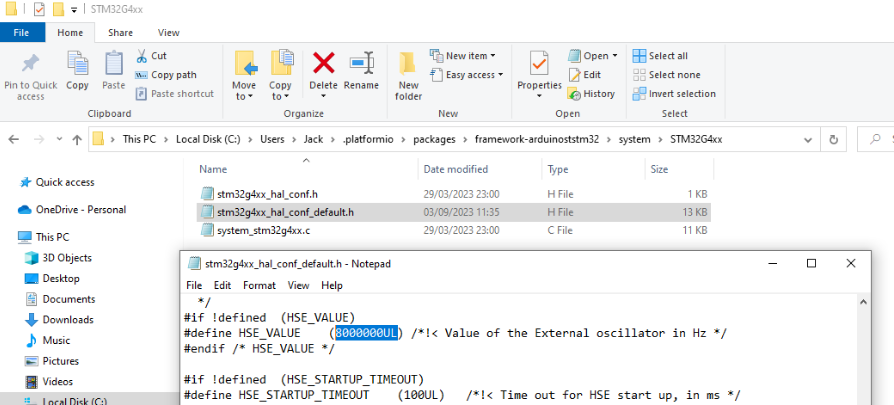 STM32G4xx
File Home Share View
Pin to Quick access
Copy
Paste
Cut
Copy path
Paste shortcut
Clipboard
Move to
Copy to
Delete
Rename
Organize
New folder
New item
Easy access
New
Properties
Open
Edit
History
Open
Select all
Select none
Invert selection
Select
This PC > Local Disk (C:) > Users > Jack > .platformio > packages > framework-arduinoststm32 > system > STM32G4xx
Name Date modified Type Size
Quick access
OneDrive - Personal
This PC
3D Objects
Desktop
Documents
Downloads
Music
Pictures
Videos
Local Disk (C:)
stm32g4xx_hal_conf.h 29/03/2023 23:00 H File 1 KB
stm32g4xx_hal_conf_default.h 03/09/2023 11:35 H File 13 KB
system_stm32g4xx.c 29/03/2023 23:00 C File 11 KB
stm32g4xx_hal_conf_default.h - Notepad
File Edit Format View Help
*/
#if !defined (HSE_VALUE)
#define HSE_VALUE (8000000UL) /*!< Value of the External oscillator in Hz */
#endif /* HSE_VALUE */
#if !defined (HSE_STARTUP_TIMEOUT)
#define HSE_STARTUP_TIMEOUT (100UL) /*!< Time out for HSE start up, in ms */